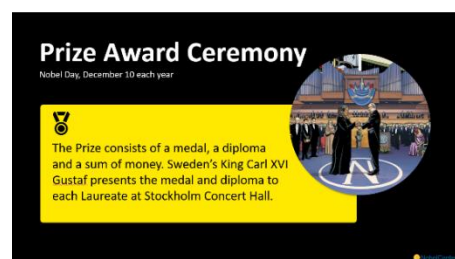 Prize Award Ceremony
Nobel Day, December 10 each year
The Prize consists of a medal, a diploma
and a sum of money. Sweden's King Carl XVI
Gustaf presents the medal and diploma to
each Laureate at Stockholm Concert Hall.
N